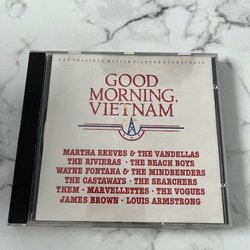 THE ORIGINAL MOTION PICTURE SOUNDTRACK
GOOD
MORNING,
VIETNAM
MARTHA REEVES & THE VANDELLAS
THE RIVIERAS · THE BEACH BOYS
WAYNE FONTANA & THE MINDBENDERS
THE CASTAWAYS · THE SEARCHERS
THEM · MARVELLETTES · THE VOGUES
JAMES BROWN · LOUIS ARMSTRONG